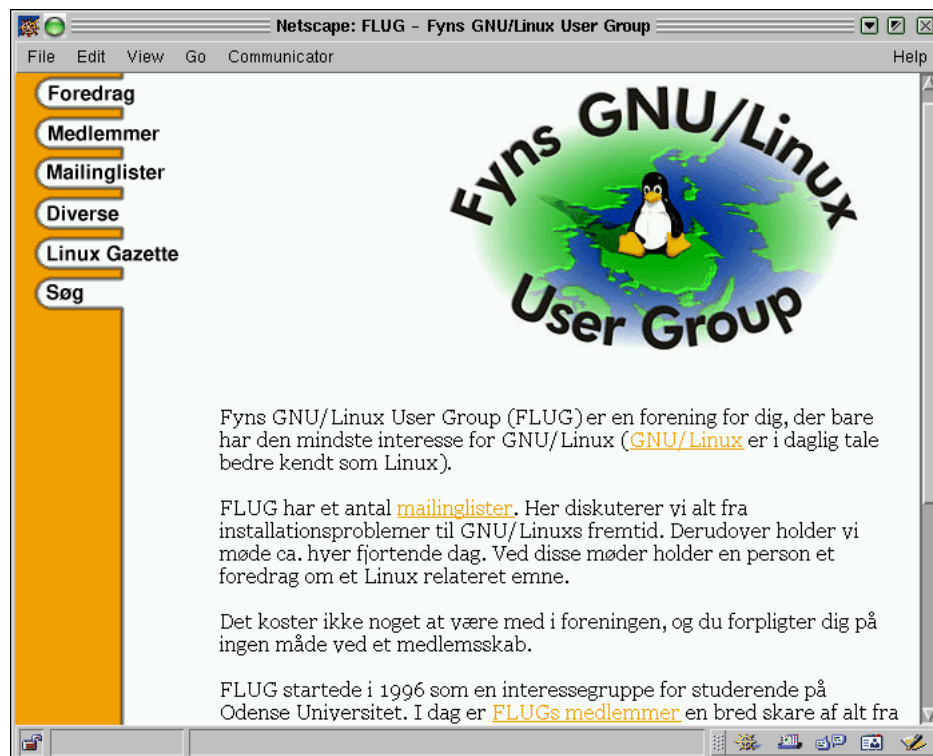 Netscape: FLUG - Fyns GNU/Linux User Group
File Edit View Go Communicator Help
Foredrag
Medlemmer
Mailinglister
Diverse
Linux Gazette
Søg
Fyns GNU/Linux
User Group
Fyns GNU/Linux User Group (FLUG) er en forening for dig, der bare
har den mindste interesse for GNU/Linux (GNU/Linux er i daglig tale
bedre kendt som Linux).
FLUG har et antal mailinglister. Her diskuterer vi alt fra
installationsproblemer til GNU/Linuxs fremtid. Derudover holder vi
møde ca. hver fjortende dag. Ved disse møder holder en person et
foredrag om et Linux relateret emne.
Det koster ikke noget at være med i foreningen, og du forpligter dig på
ingen måde ved et medlemsskab.
FLUG startede i 1996 som en interessegruppe for studerende på
Odense Universitet. I dag er FLUGs medlemmer en bred skare af alt fra